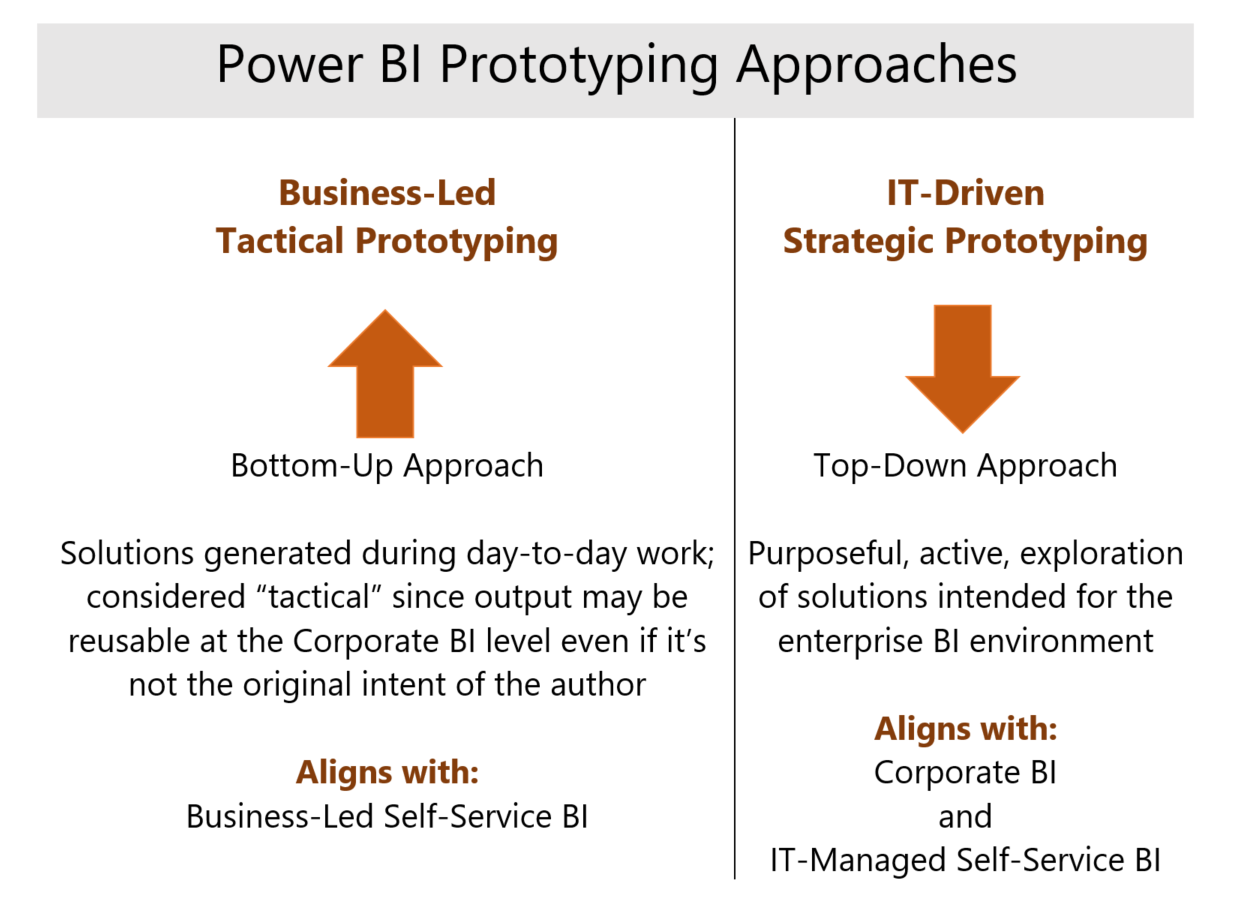 Power BI Prototyping Approaches
Business-Led
Tactical Prototyping
Bottom-Up Approach
Solutions generated during day-to-day work;
considered “tactical” since output may be
reusable at the Corporate BI level even if it’s
not the original intent of the author
Aligns with:
Business-Led Self-Service BI
IT-Driven
Strategic Prototyping
Top-Down Approach
Purposeful, active, exploration
of solutions intended for the
enterprise BI environment
Aligns with:
Corporate BI
and
IT-Managed Self-Service BI